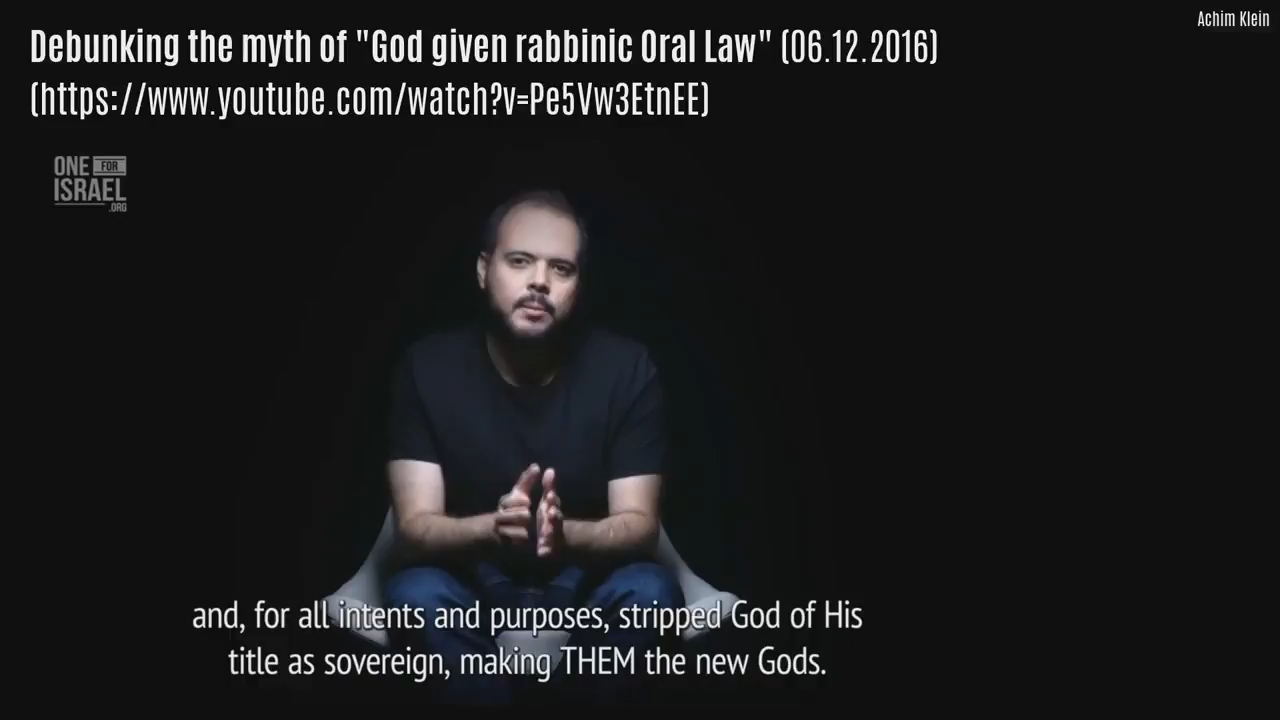 Achim Klein
Debunking the myth of "God given rabbinic Oral Law" (06.12.2016)
(https://www.youtube.com/watch?v=Pe5Vw3EtnEE)
ONE FOR
ISRAEL
.ORG
and, for all intents and purposes, stripped God of His
title as sovereign, making THEM the new Gods.